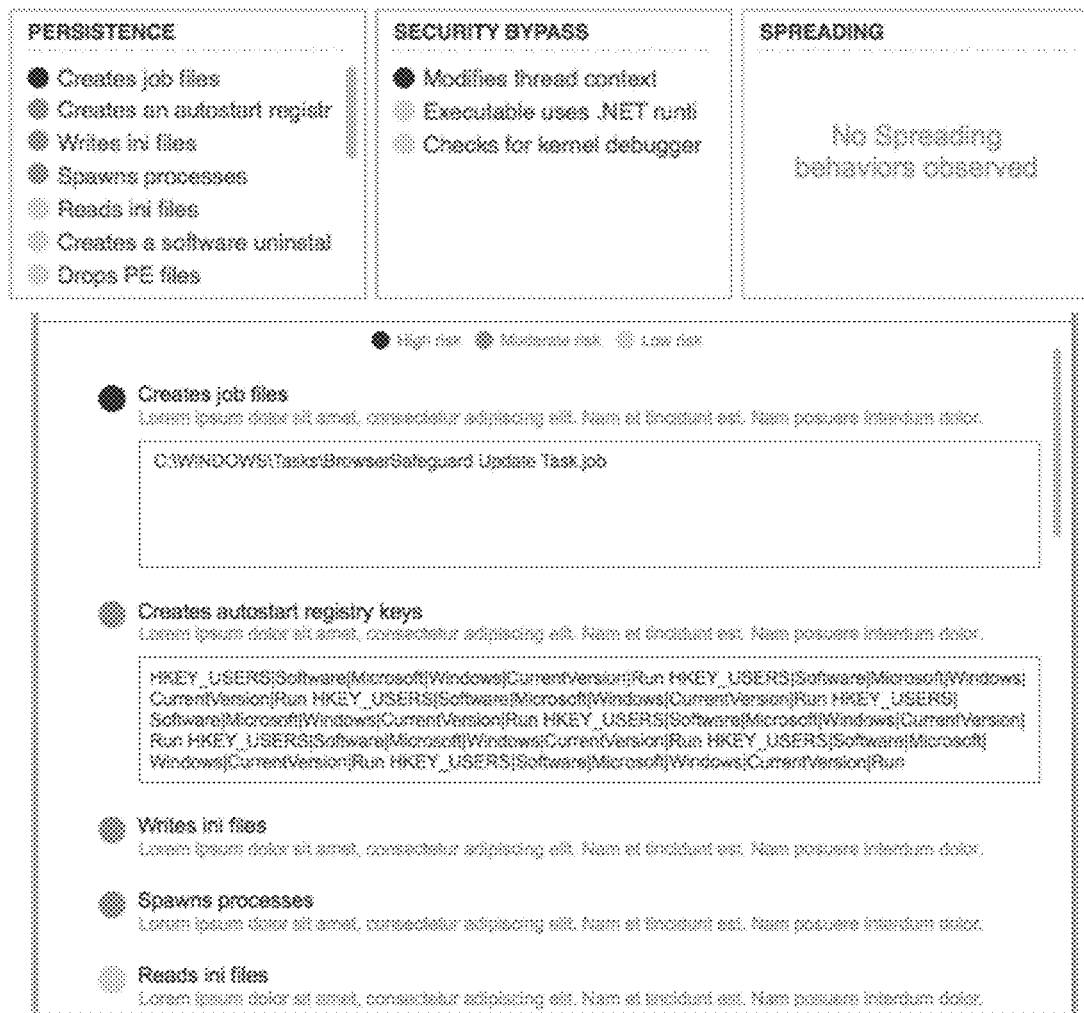 PERSISTENCE
Creates job files
Creates an autostart registr
Writes ini files
Spawns processes
Reads ini files
Creates a software uninstal
Drops PE files
SECURITY BYPASS
Modifies thread context
Executable uses .NET runti
Checks for kernel debugger
SPREADING
No Spreading
behaviors observed
High risk Moderate risk Low risk
Creates job files
Lorem ipsum dolor sit amet, consectetur adipiscing elit. Nam et tincidunt est. Nam posuere interdum dolor.
C:\WINDOWS\Tasks\BrowserSafeguard Update Task.job
Creates autostart registry keys
Lorem ipsum dolor sit amet, consectetur adipiscing elit. Nam et tincidunt est. Nam posuere interdum dolor.
HKEY_USERS|Software|Microsoft|Windows|CurrentVersion|Run HKEY_USERS|Software|Microsoft|Windows|
CurrentVersion|Run HKEY_USERS|Software|Microsoft|Windows|CurrentVersion|Run HKEY_USERS|
Software|Microsoft|Windows|CurrentVersion|Run HKEY_USERS|Software|Microsoft|Windows|CurrentVersion|
Run HKEY_USERS|Software|Microsoft|Windows|CurrentVersion|Run HKEY_USERS|Software|Microsoft|
Windows|CurrentVersion|Run HKEY_USERS|Software|Microsoft|Windows|CurrentVersion|Run
Writes ini files
Lorem ipsum dolor sit amet, consectetur adipiscing elit. Nam et tincidunt est. Nam posuere interdum dolor.
Spawns processes
Lorem ipsum dolor sit amet, consectetur adipiscing elit. Nam et tincidunt est. Nam posuere interdum dolor.
Reads ini files
Lorem ipsum dolor sit amet, consectetur adipiscing elit. Nam et tincidunt est. Nam posuere interdum dolor.